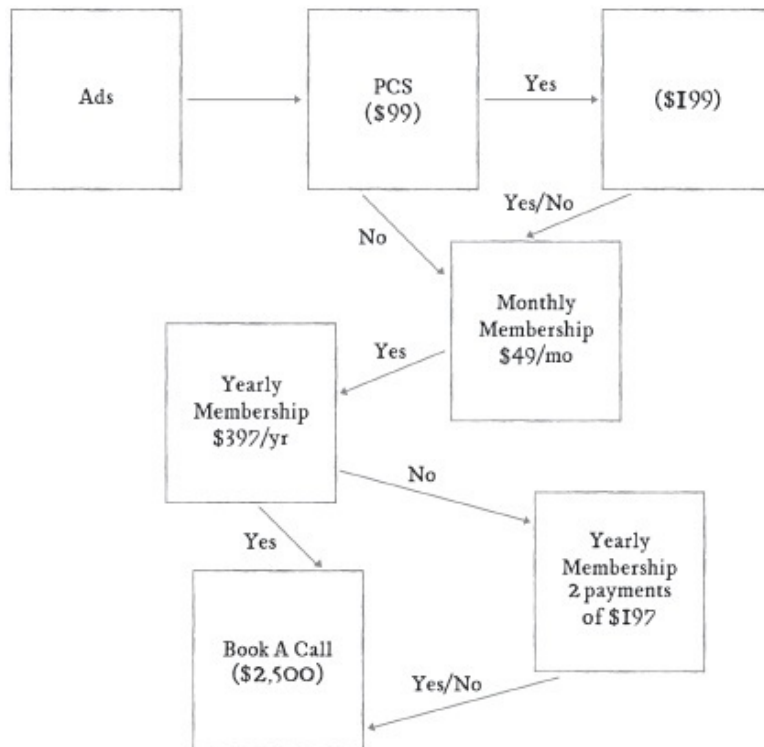 Ads
PCS
($99)
Yes
($199)
Yes/No
No
Monthly
Membership
$49/mo
Yes
Yearly
Membership
$397/yr
No
Yes
Yearly
Membership
2 payments
of $197
Book A Call
($2,500)
Yes/No